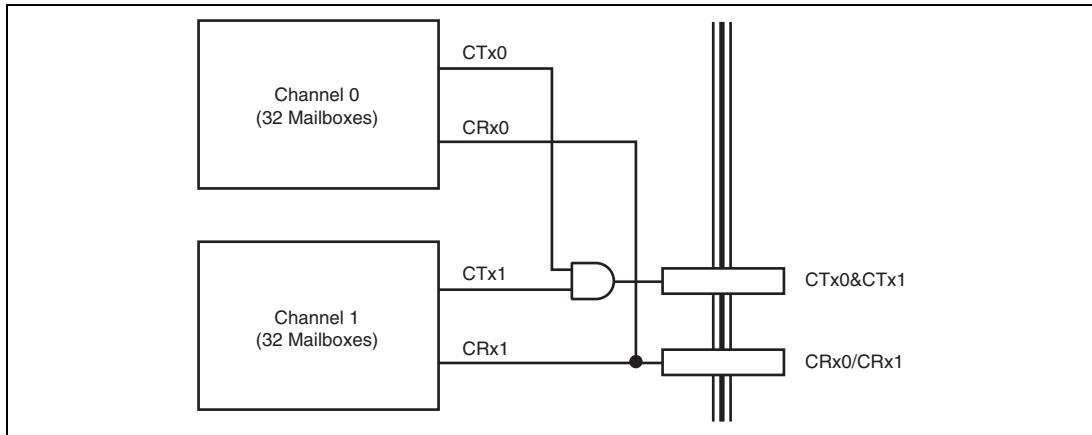 Channel 0
(32 Mailboxes)
CTx0
CRx0
Channel 1
(32 Mailboxes)
CTx1
CRx1
CTx0&CTx1
CRx0/CRx1